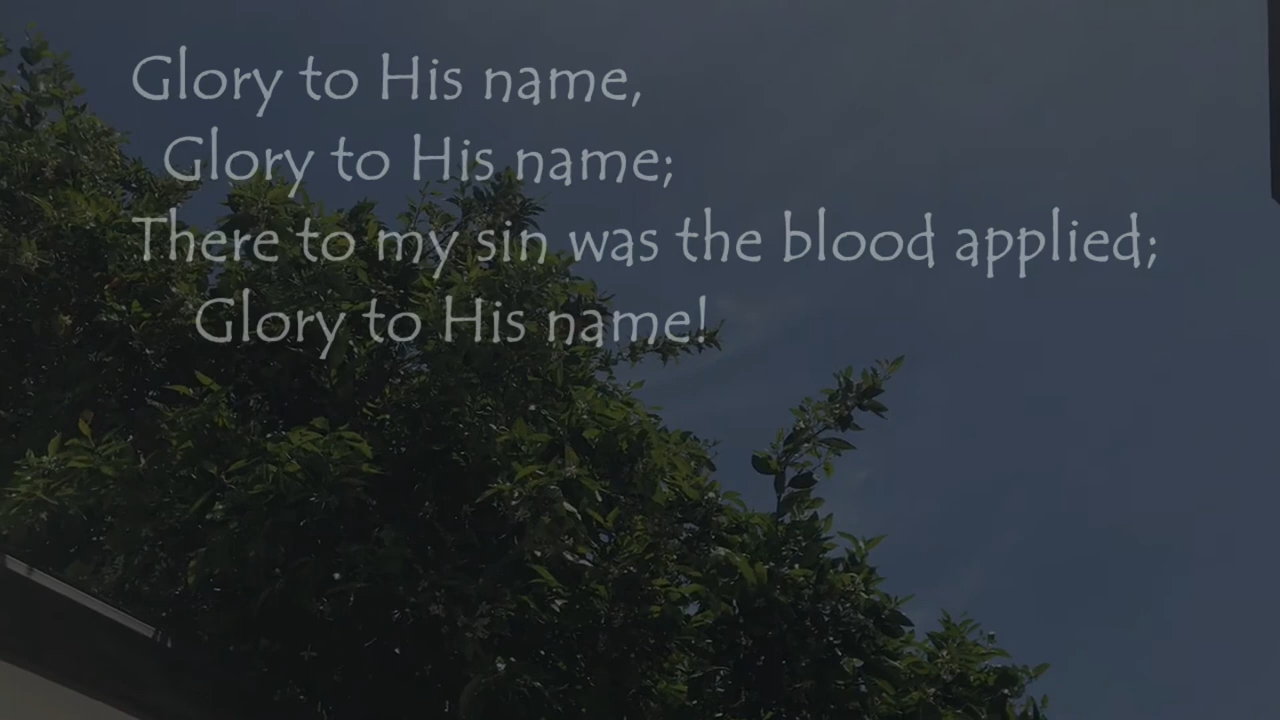 Glory to His name,
Glory to His name;
There to my sin was the blood applied;
Glory to His name!